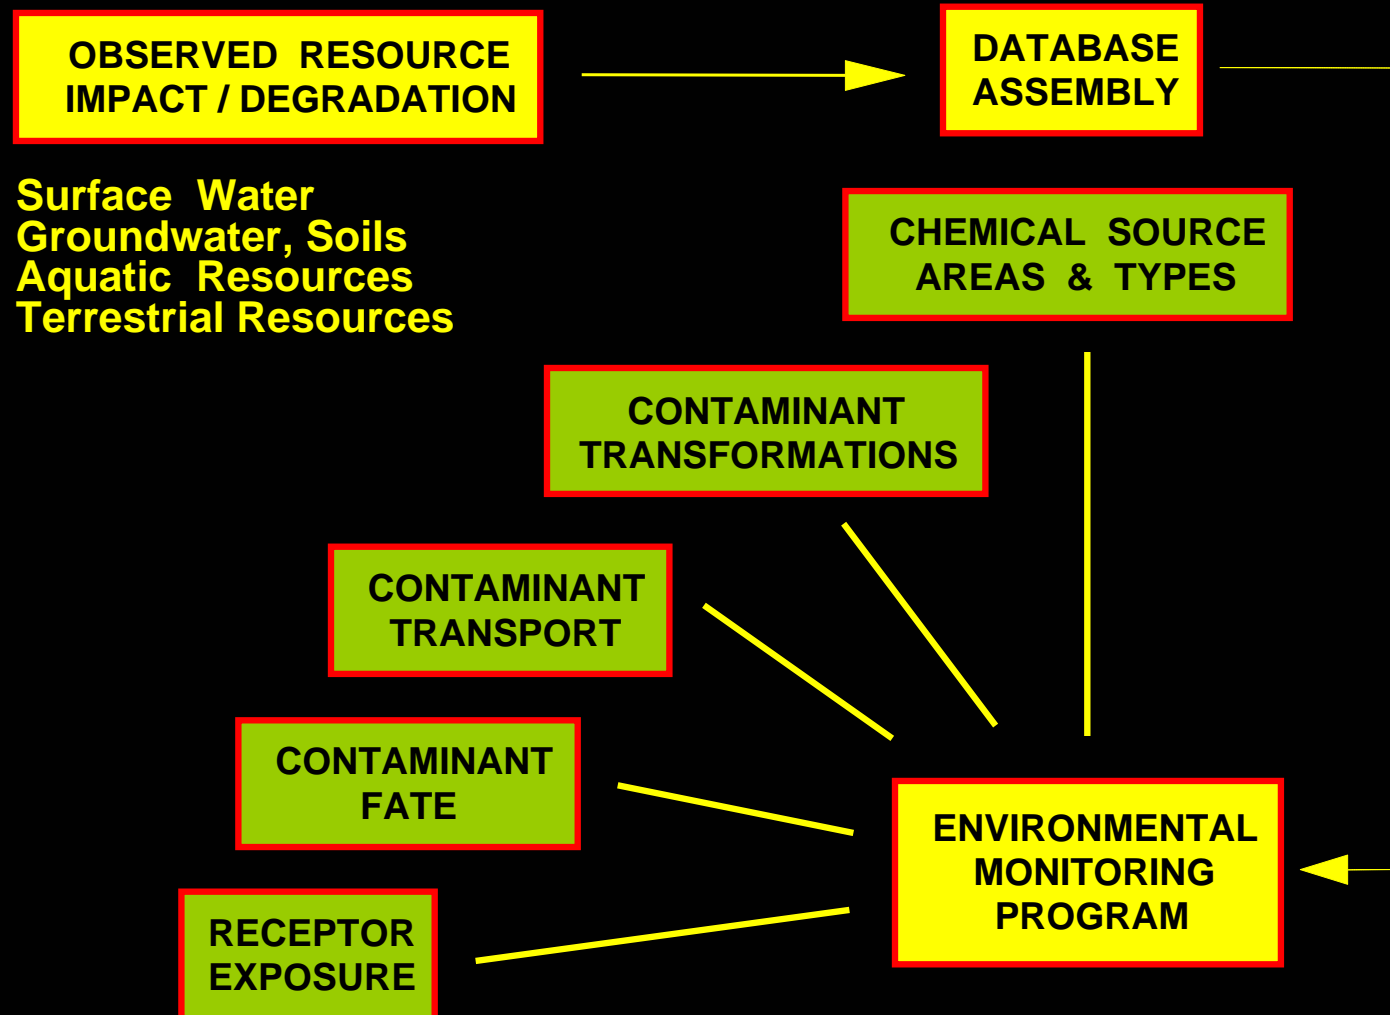 OBSERVED RESOURCE
IMPACT / DEGRADATION
DATABASE
ASSEMBLY
Surface Water
Groundwater, Soils
Aquatic Resources
Terrestrial Resources
CHEMICAL SOURCE
AREAS & TYPES
CONTAMINANT
TRANSFORMATIONS
CONTAMINANT
TRANSPORT
CONTAMINANT
FATE
ENVIRONMENTAL
MONITORING
PROGRAM
RECEPTOR
EXPOSURE